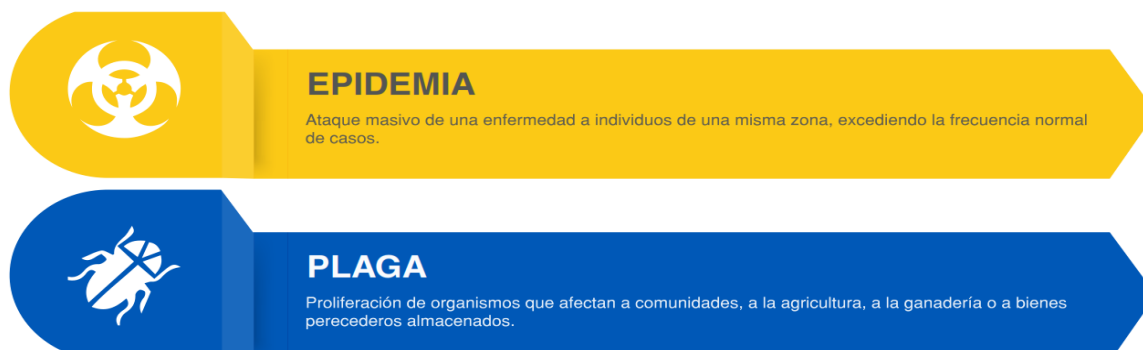 EPIDEMIA
Ataque masivo de una enfermedad a individuos de una misma zona, excediendo la frecuencia normal
de casos.
PLAGA
Proliferación de organismos que afectan a comunidades, a la agricultura, a la ganadería o a bienes
perecederos almacenados.